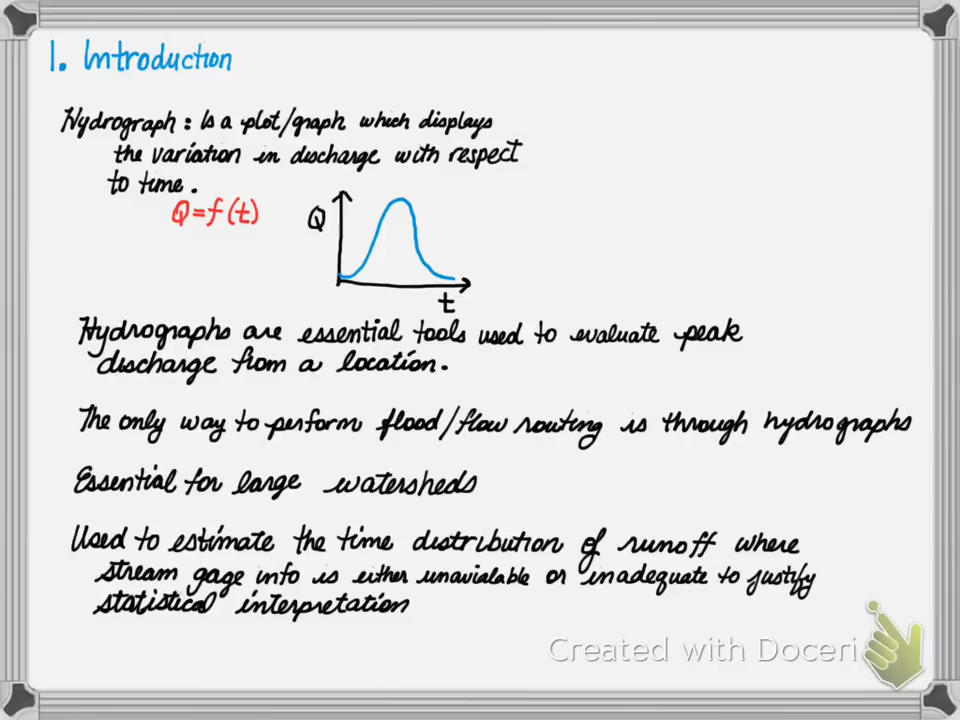 1. Introduction
Hydrograph: Is a plot/graph which displays
the variation in discharge with respect
to time.
Q=f(t)
Q
t
Hydrographs are essential tools used to evaluate peak
discharge from a location.
The only way to perform flood/flow routing is through hydrographs
Essential for large watersheds
Used to estimate the time distribution of runoff where
stream gage info is either unavialable or inadequate to justify
statistical interpretation
Created with Doceri